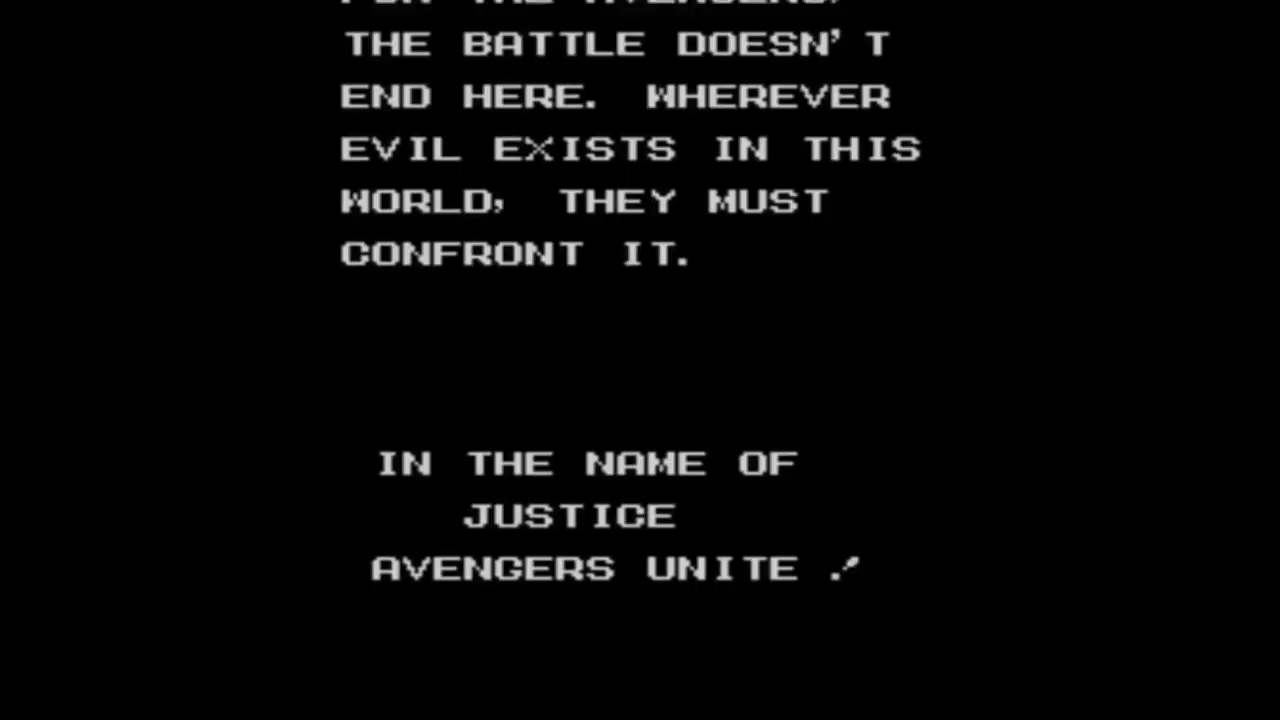 THE BATTLE DOESN'T
END HERE. WHEREVER
EVIL EXISTS IN THIS
WORLD, THEY MUST
CONFRONT IT.
IN THE NAME OF
JUSTICE
AVENGERS UNITE !